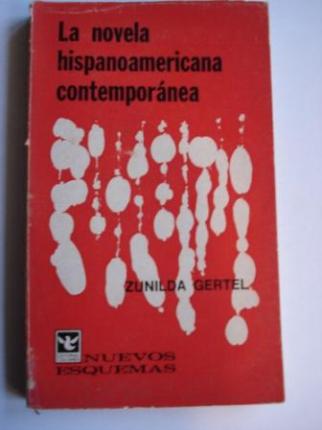 La novela
hispanoamericana
contemporánea
ZUNILDA GERTEL
NUEVOS
ESQUEMAS